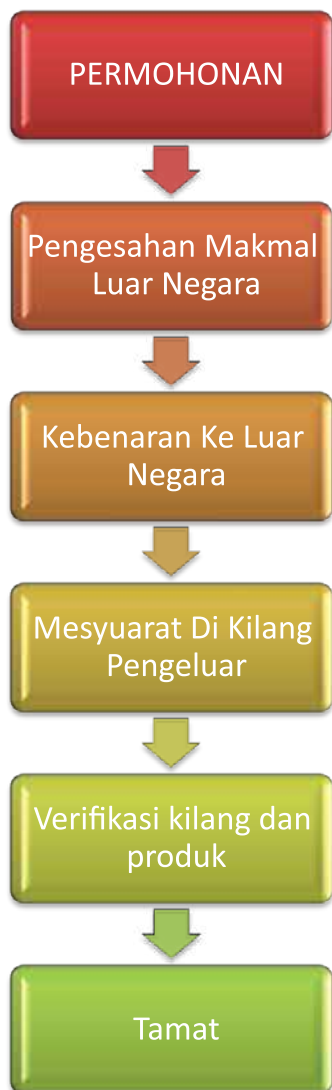 PERMOHONAN
Pengesahan Makmal
Luar Negara
Kebenaran Ke Luar
Negara
Mesyuarat Di Kilang
Pengeluar
Verifikasi kilang dan
produk
Tamat